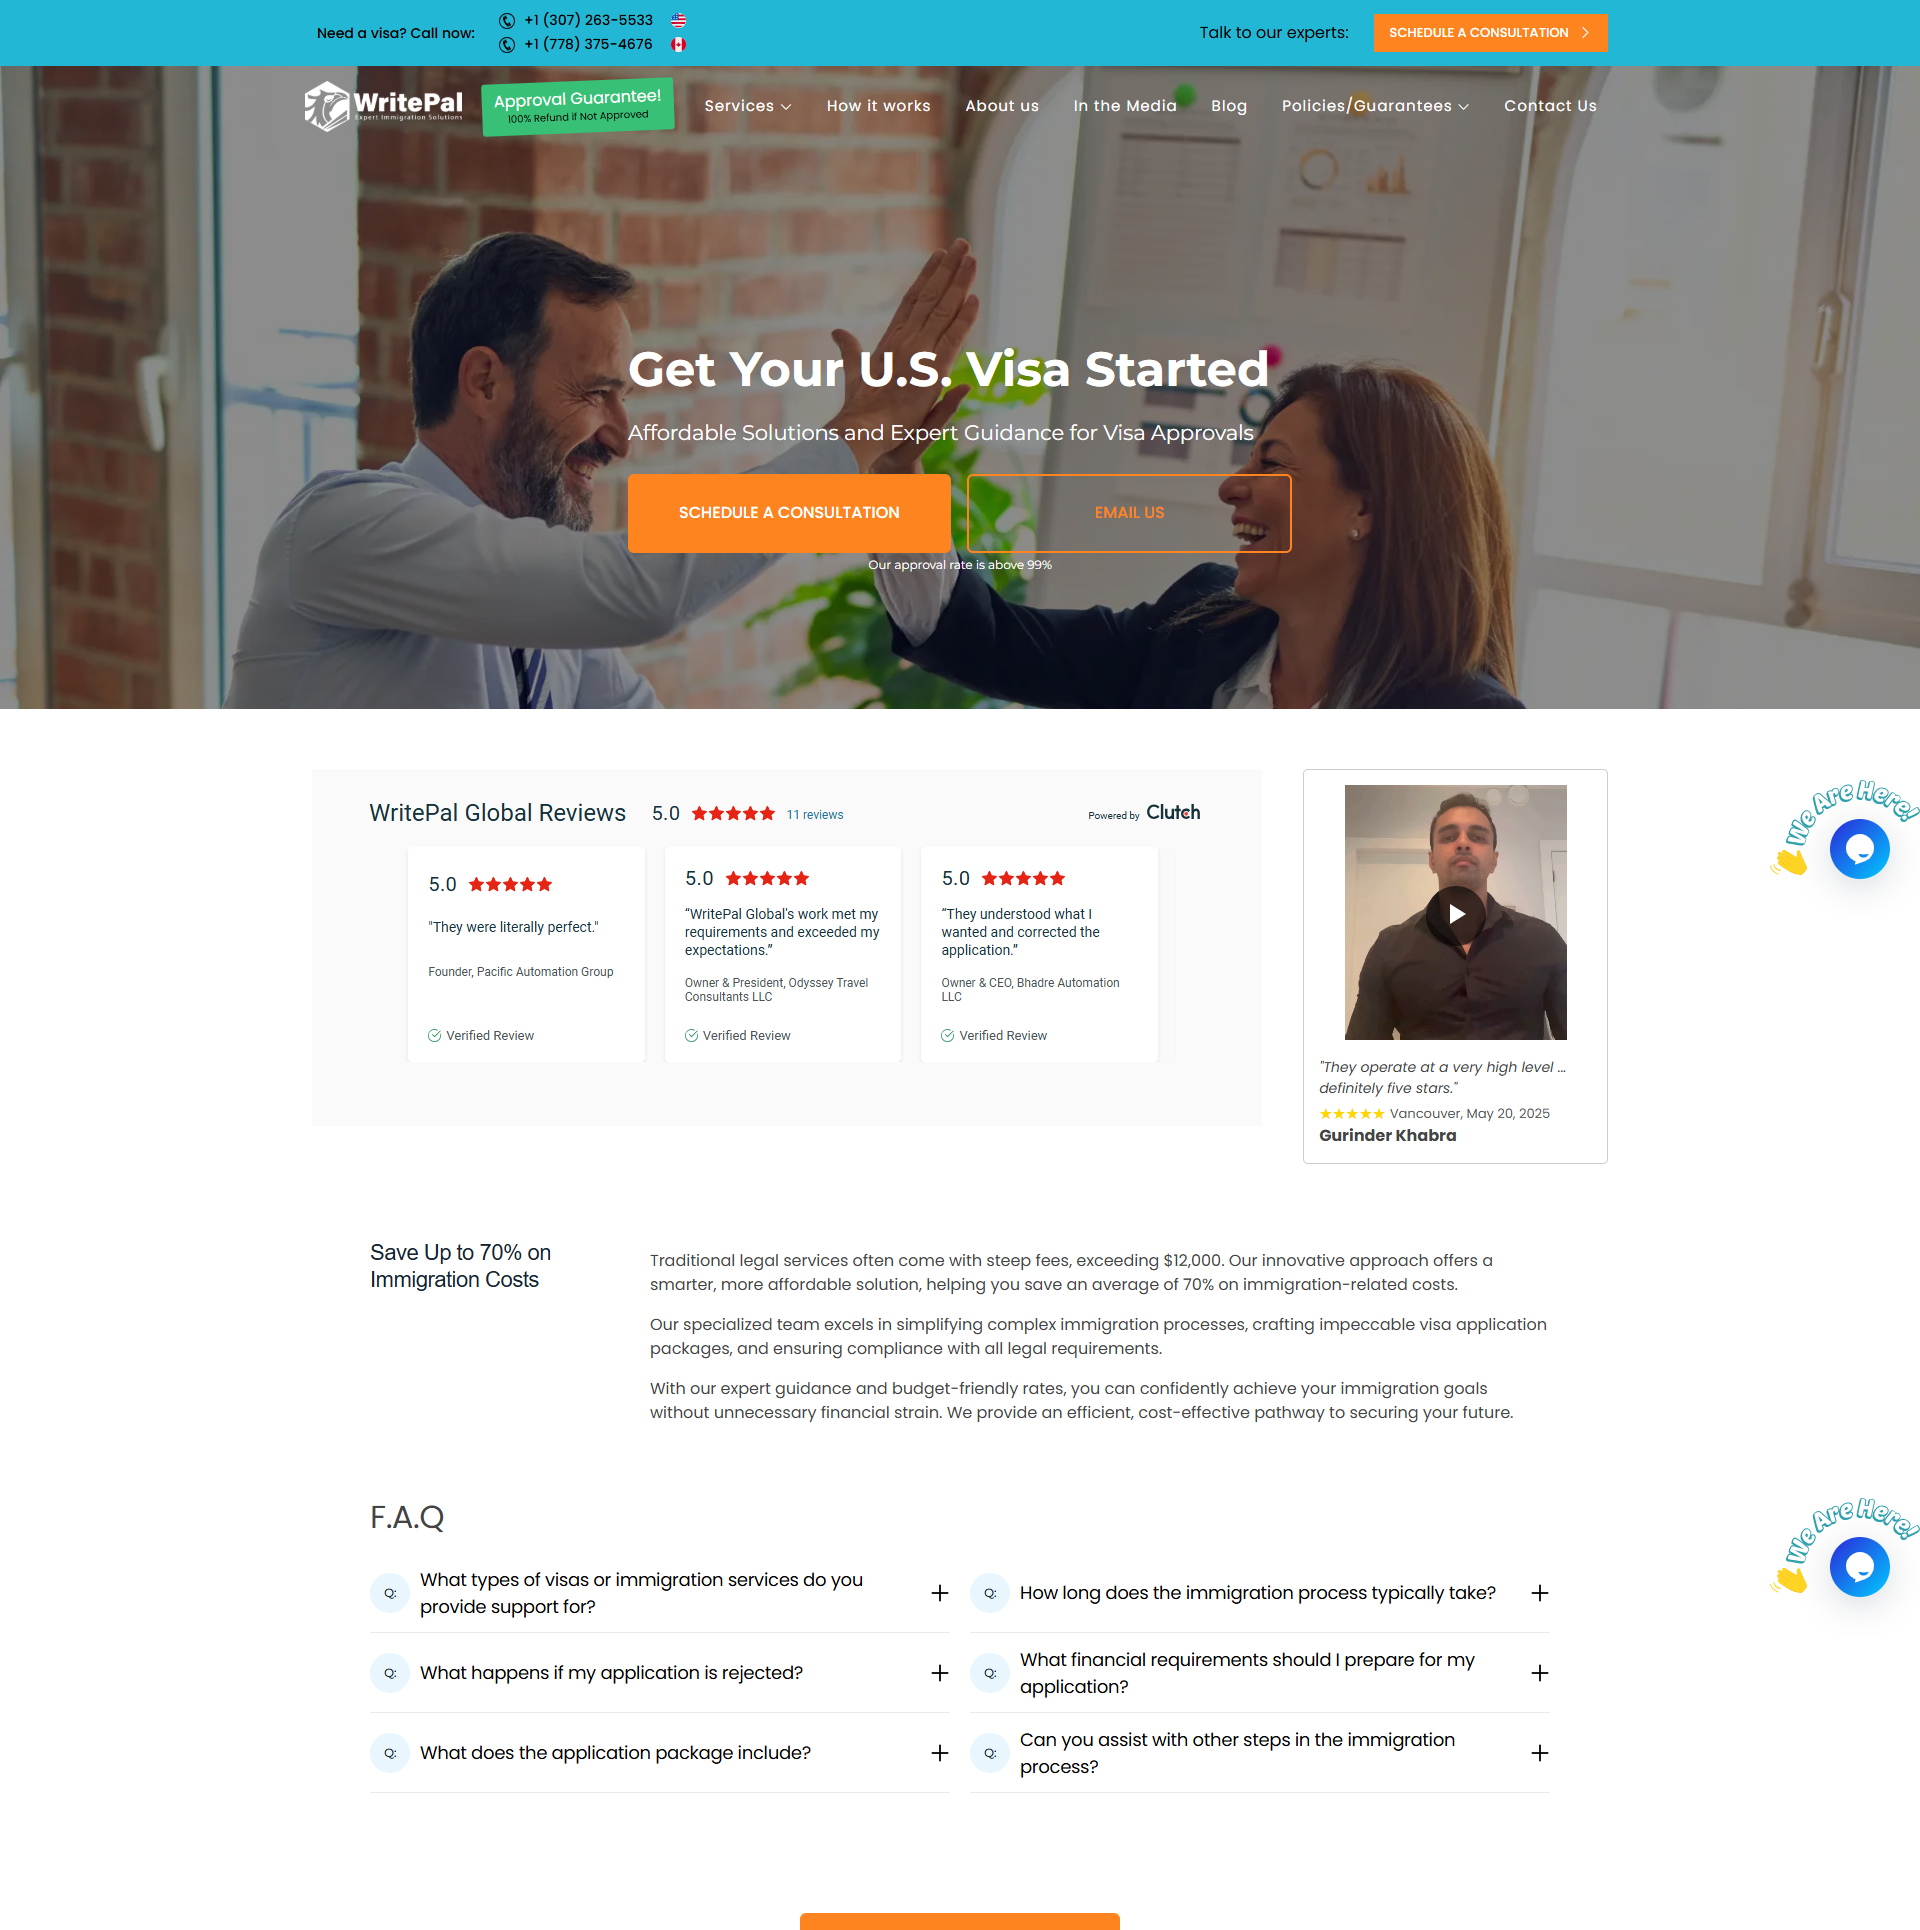 Need a visa? Call now:
+1 (307) 263-5533
+1 (778) 375-4676
Talk to our experts:
SCHEDULE A CONSULTATION
WritePal
Expert Immigration Solutions
Approval Guarantee!
100% Refund if Not Approved
Services
How it works
About us
In the Media
Blog
Policies/Guarantees
Contact Us
Get Your U.S. Visa Started
Affordable Solutions and Expert Guidance for Visa Approvals
SCHEDULE A CONSULTATION
EMAIL US
Our approval rate is above 99%
WritePal Global Reviews
5.0
11 reviews
Powered by Clutch
5.0
"They were literally perfect."
Founder, Pacific Automation Group
Verified Review
5.0
“WritePal Global's work met my
requirements and exceeded my
expectations.”
Owner & President, Odyssey Travel
Consultants LLC
Verified Review
5.0
“They understood what I
wanted and corrected the
application.”
Owner & CEO, Bhadre Automation
LLC
Verified Review
"They operate at a very high level ...
definitely five stars."
★★★★★ Vancouver, May 20, 2025
Gurinder Khabra
We Are Here!
Save Up to 70% on
Immigration Costs
Traditional legal services often come with steep fees, exceeding $12,000. Our innovative approach offers a
smarter, more affordable solution, helping you save an average of 70% on immigration-related costs.
Our specialized team excels in simplifying complex immigration processes, crafting impeccable visa application
packages, and ensuring compliance with all legal requirements.
With our expert guidance and budget-friendly rates, you can confidently achieve your immigration goals
without unnecessary financial strain. We provide an efficient, cost-effective pathway to securing your future.
F.A.Q
We Are Here!
Q:
What types of visas or immigration services do you
provide support for?
Q:
How long does the immigration process typically take?
Q:
What happens if my application is rejected?
Q:
What financial requirements should I prepare for my
application?
Q:
What does the application package include?
Q:
Can you assist with other steps in the immigration
process?